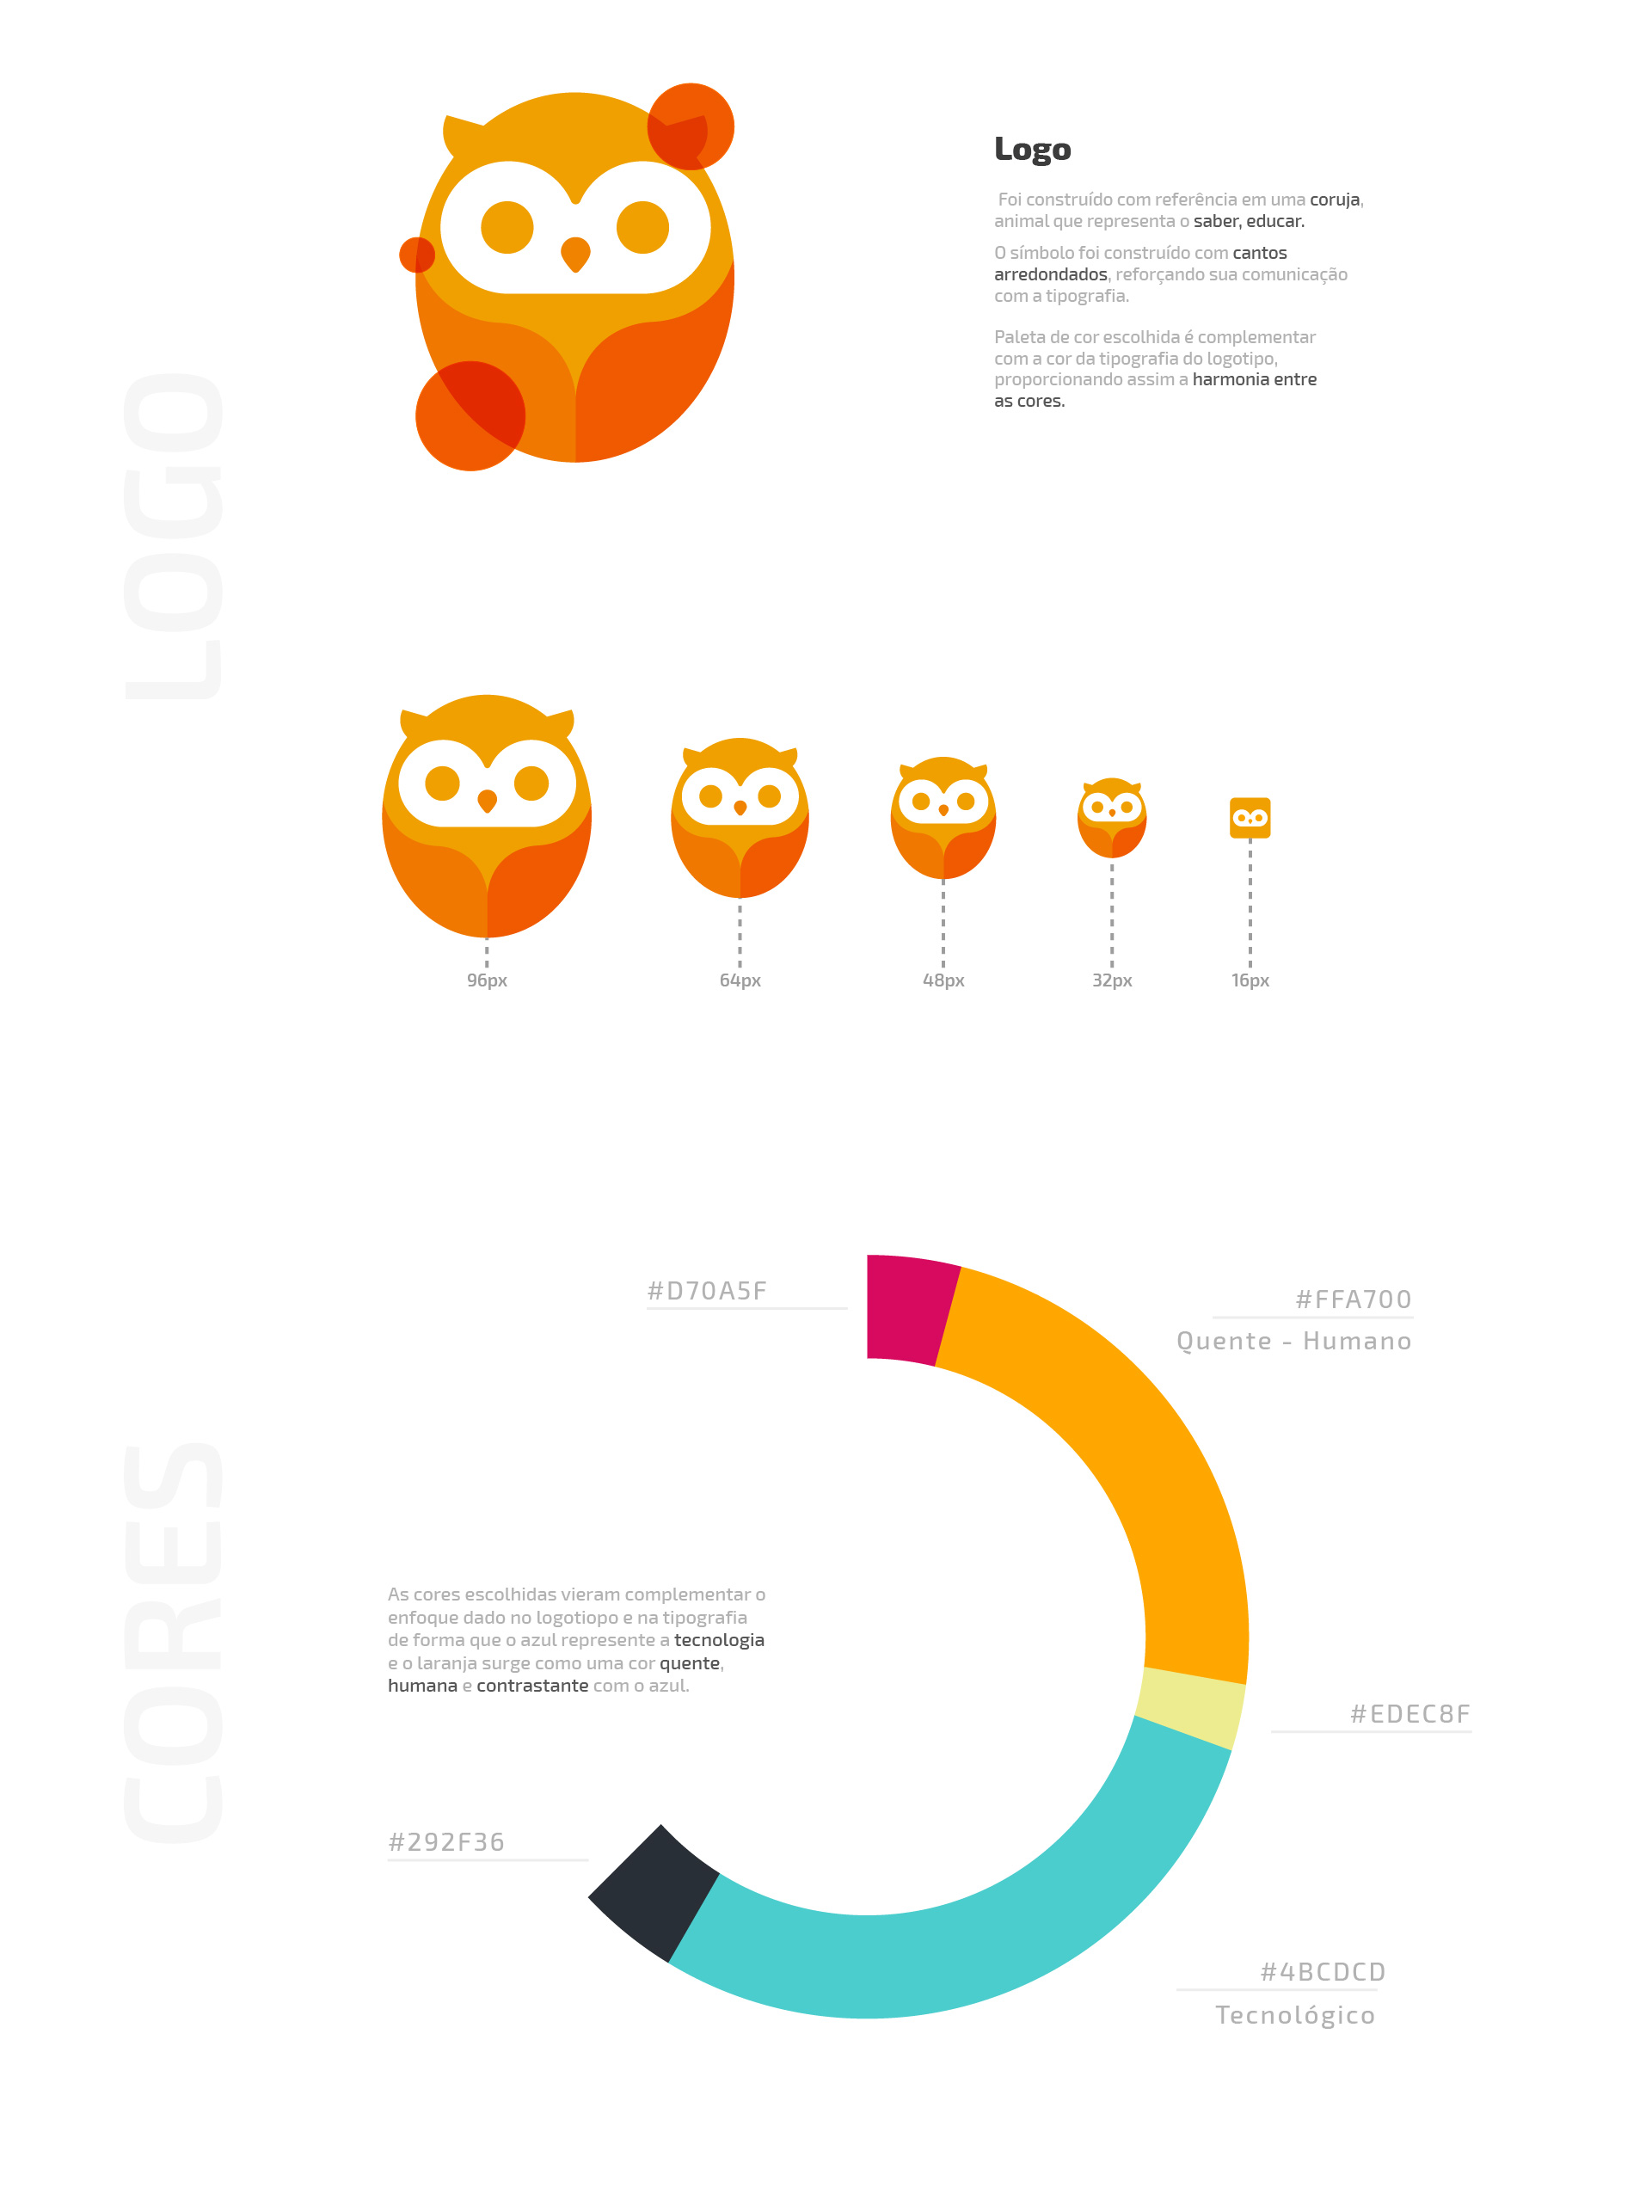 LOGO
Logo
Foi construído com referência em uma coruja,
animal que representa o saber, educar.
O símbolo foi construído com cantos
arredondados, reforçando sua comunicação
com a tipografia.
Paleta de cor escolhida é complementar
com a cor da tipografia do logotipo,
proporcionando assim a harmonia entre
as cores.
96px
64px
48px
32px
16px
CORES
#D70A5F
#FFA700
Quente - Humano
As cores escolhidas vieram complementar o
enfoque dado no logotiopo e na tipografia
de forma que o azul represente a tecnologia
e o laranja surge como uma cor quente,
humana e contrastante com o azul.
#EDEC8F
#292F36
#4BCDCD
Tecnológico